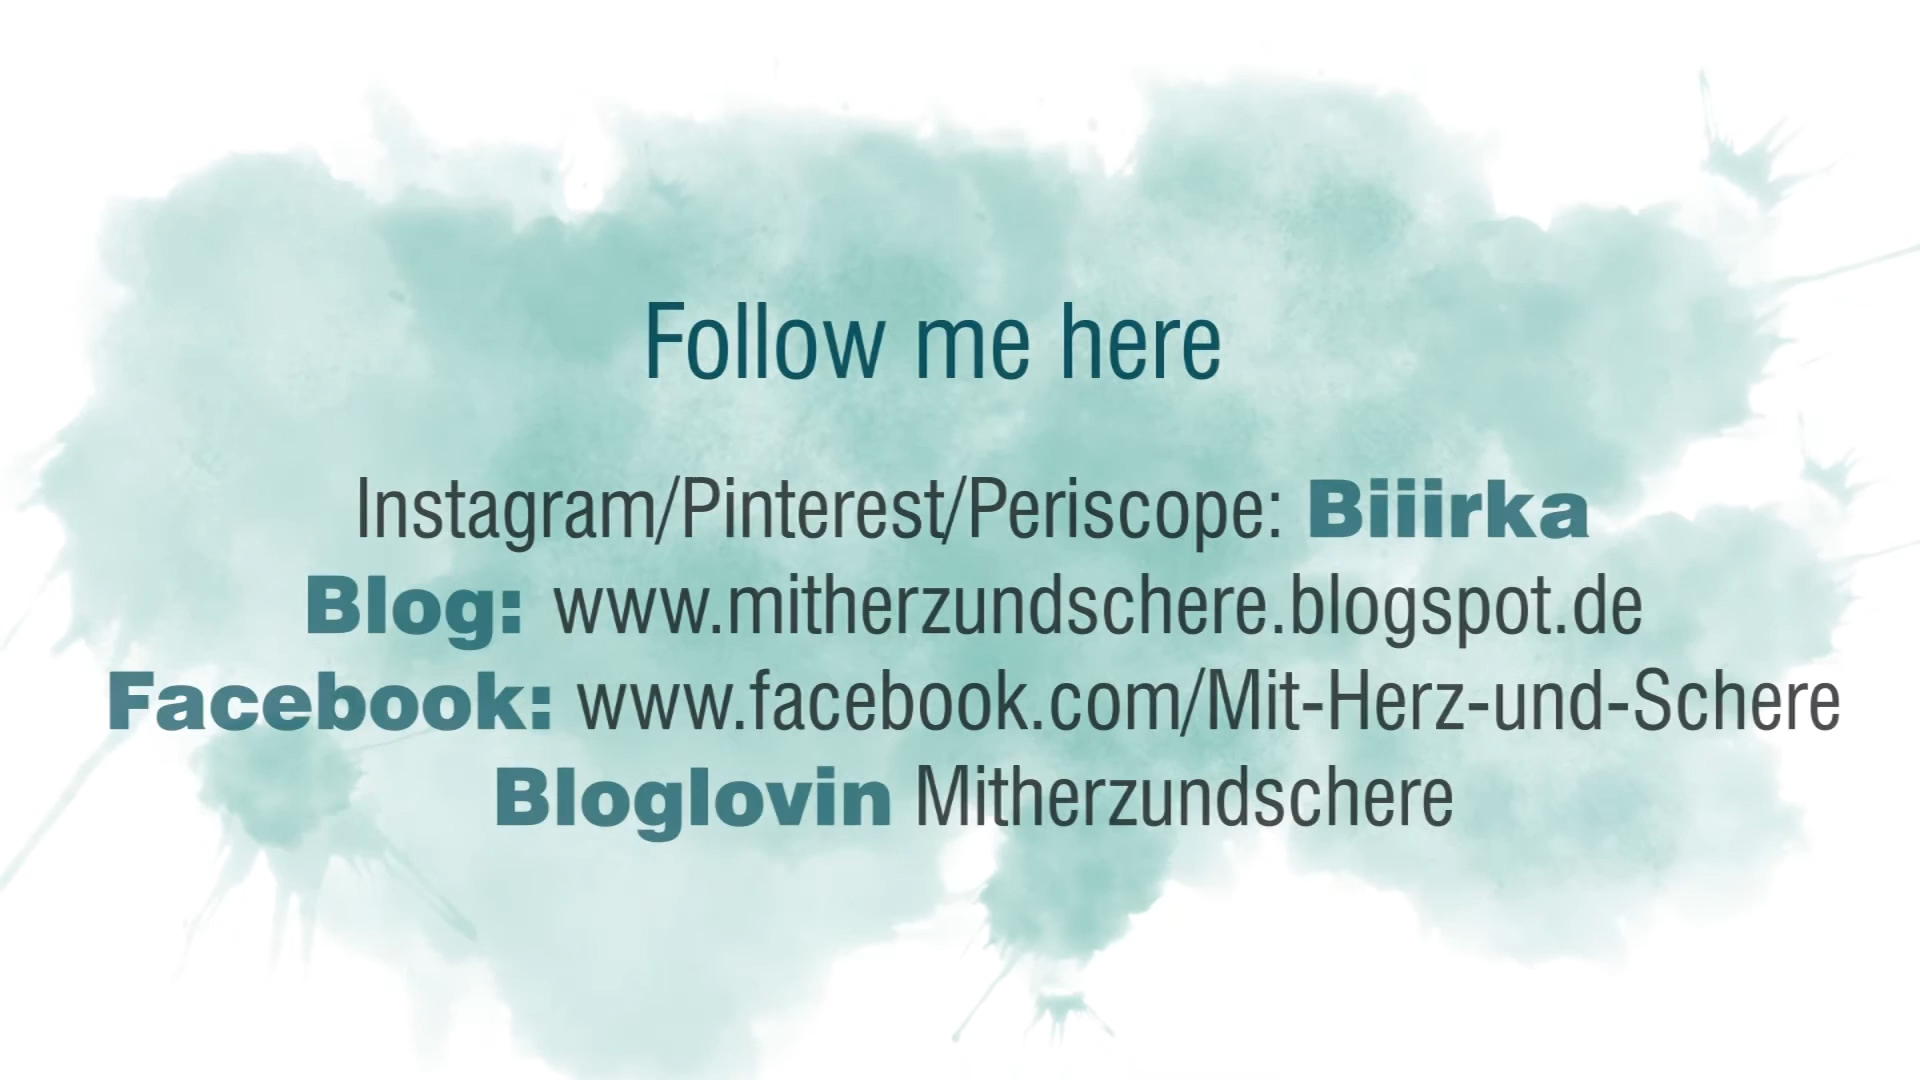 Follow me here
Instagram/Pinterest/Periscope: Biiirka
Blog: www.mitherzundschere.blogspot.de
Facebook: www.facebook.com/Mit-Herz-und-Schere
Bloglovin Mitherzundschere